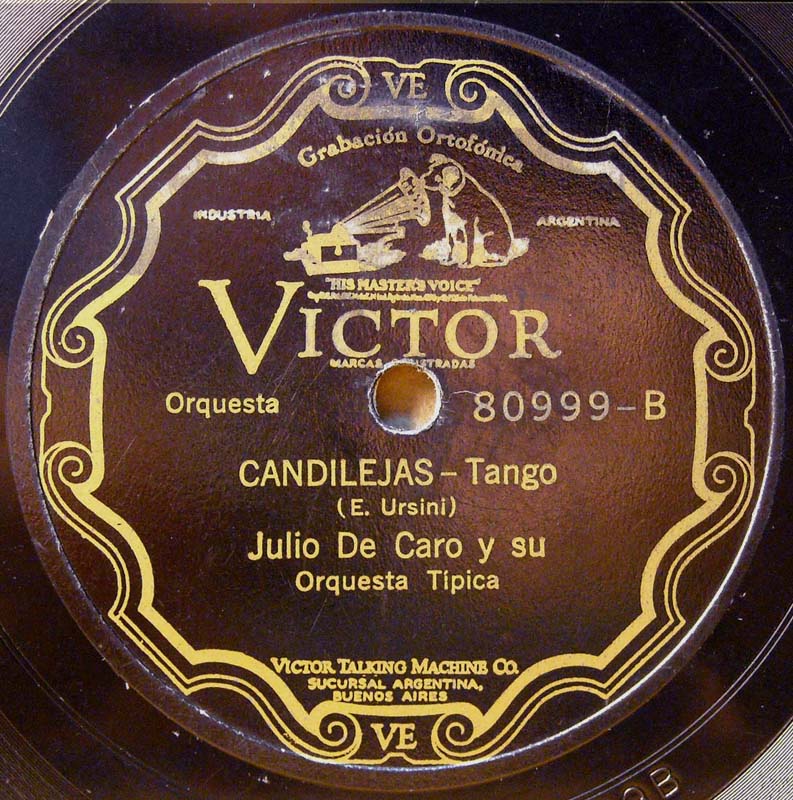 VE
Grabación Ortofónica
INDUSTRIA
ARGENTINA
"HIS MASTER'S VOICE"
VICTOR
MARCAS REGISTRADAS
Orquesta
80999-B
CANDILEJAS – Tango
(E. Ursini)
Julio De Caro y su
Orquesta Típica
VICTOR TALKING MACHINE CO.
SUCURSAL ARGENTINA,
BUENOS AIRES
VE